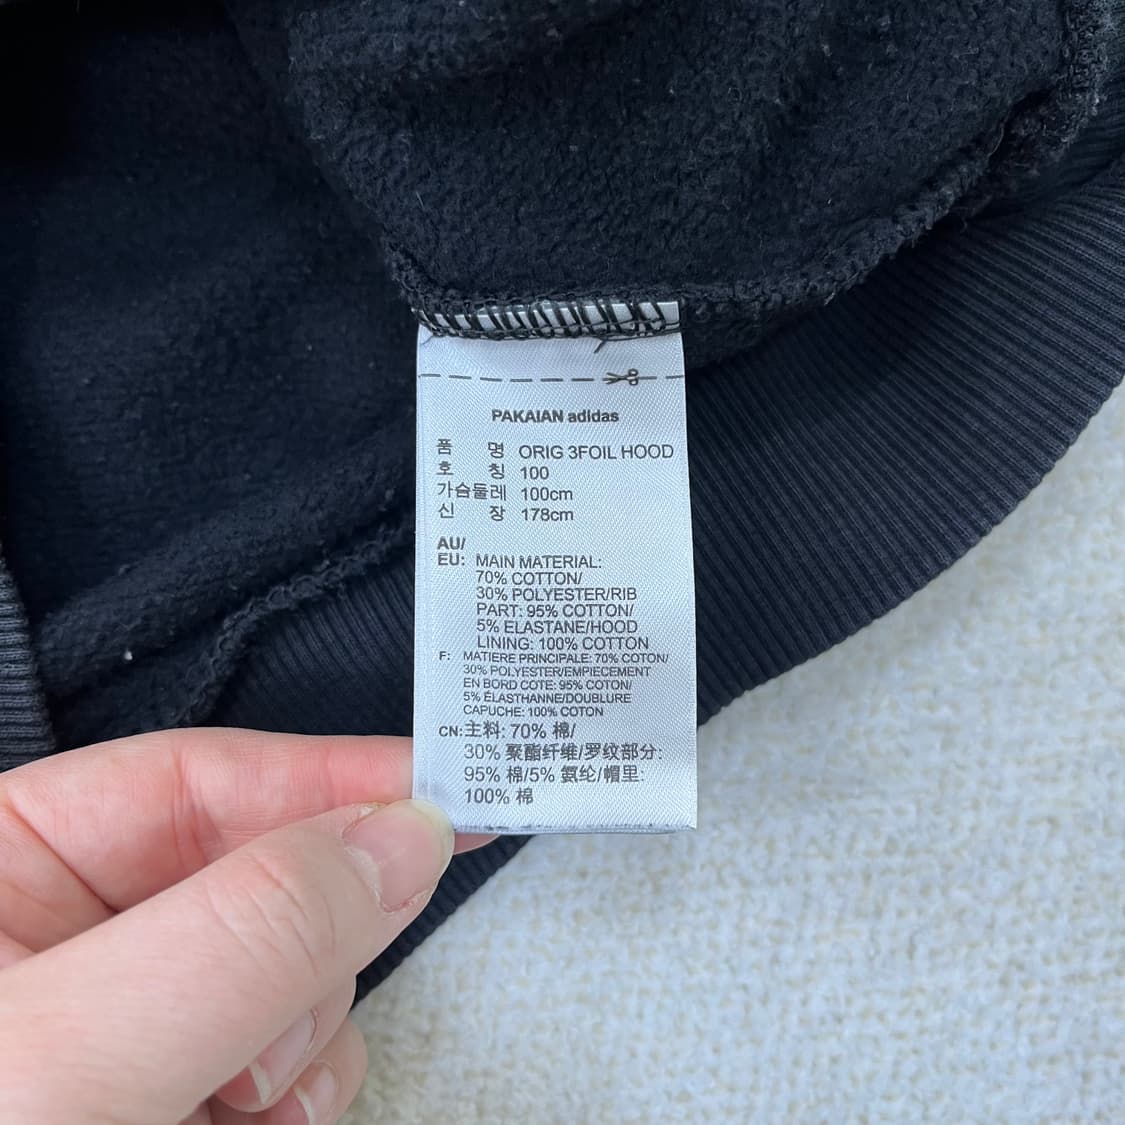 PAKAIAN adidas
품 명 ORIG 3FOIL HOOD
호 칭 100
가슴둘레 100cm
신 장 178cm
AU/
EU: MAIN MATERIAL:
70% COTTON/
30% POLYESTER/RIB
PART: 95% COTTON/
5% ELASTANE/HOOD
LINING: 100% COTTON
F: MATIERE PRINCIPALE: 70% COTON/
30% POLYESTER/EMPIECEMENT
EN BORD COTE: 95% COTON/
5% ÉLASTHANNE/DOUBLURE
CAPUCHE: 100% COTON
CN: 主料: 70% 棉/
30% 聚酯纤维/罗纹部分:
95% 棉/5% 氨纶/帽里:
100% 棉